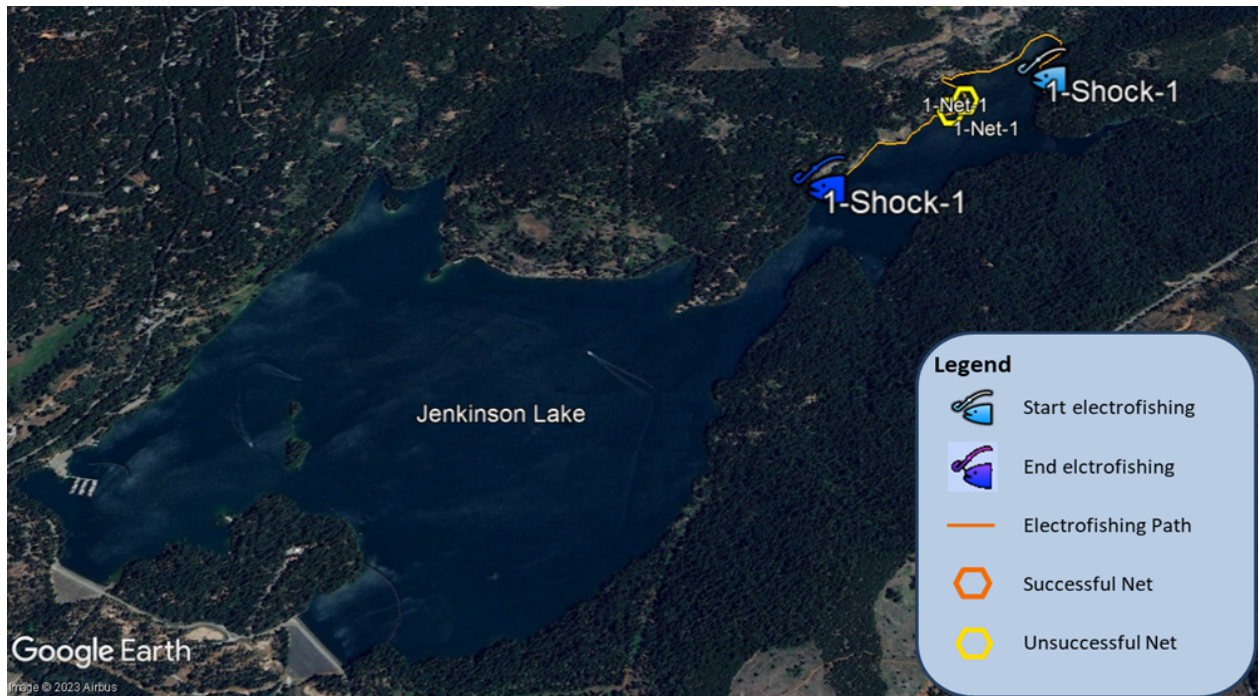 1-Shock-1
1-Net-1
1-Net-1
1-Shock-1
Jenkinson Lake
Legend
Start electrofishing
End elctrofishing
Electrofishing Path
Successful Net
Unsuccessful Net
Google Earth
Image © 2023 Airbus